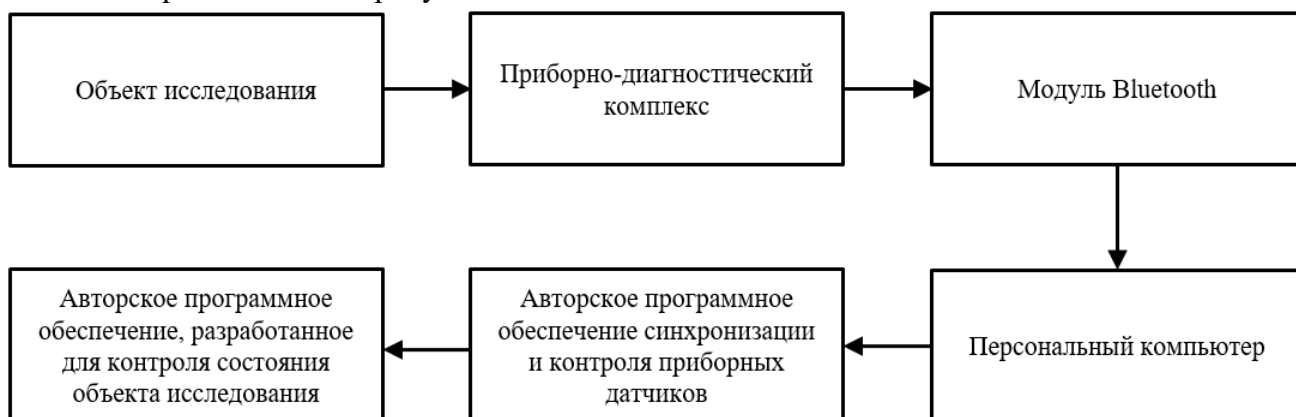 Объект исследования
Приборно-диагностический
комплекс
Модуль Bluetooth
Персональный компьютер
Авторское программное
обеспечение синхронизации
и контроля приборных
датчиков
Авторское программное
обеспечение, разработанное
для контроля состояния
объекта исследования